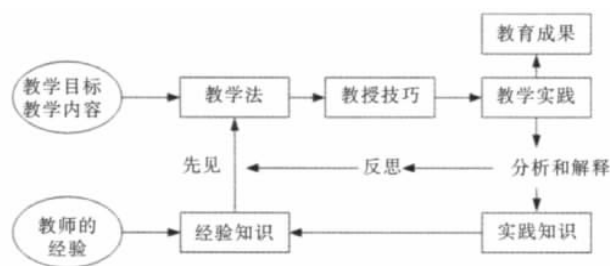 教育成果
教学目标
教学内容
教学法
教授技巧
教学实践
先见
反思
分析和解释
教师的
经验
经验知识
实践知识